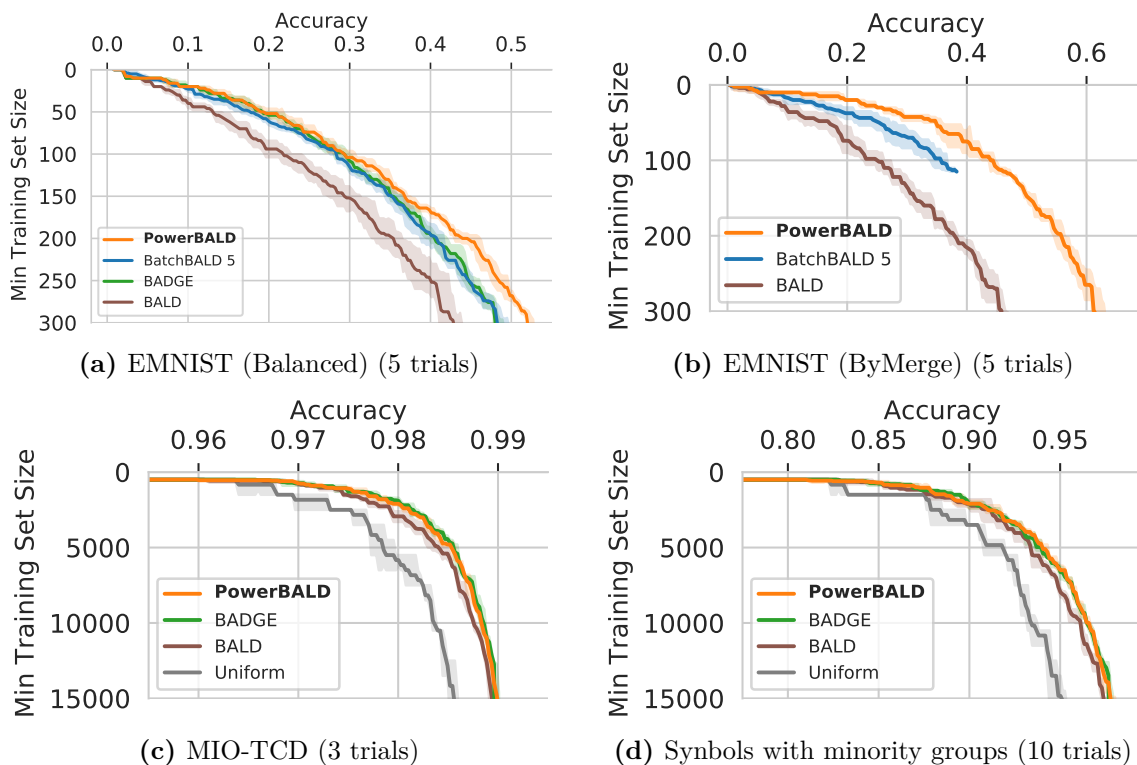 Accuracy
0.0 0.1 0.2 0.3 0.4 0.5
Min Training Set Size
0
50
100
150
200
250
300
PowerBALD
BatchBALD 5
BADGE
BALD
(a) EMNIST (Balanced) (5 trials)
Accuracy
0.0 0.2 0.4 0.6
Min Training Set Size
0
100
200
300
PowerBALD
BatchBALD 5
BALD
(b) EMNIST (ByMerge) (5 trials)
Accuracy
0.96 0.97 0.98 0.99
Min Training Set Size
0
5000
10000
15000
PowerBALD
BADGE
BALD
Uniform
(c) MIO-TCD (3 trials)
Accuracy
0.80 0.85 0.90 0.95
Min Training Set Size
0
5000
10000
15000
PowerBALD
BADGE
BALD
Uniform
(d) Synbols with minority groups (10 trials)